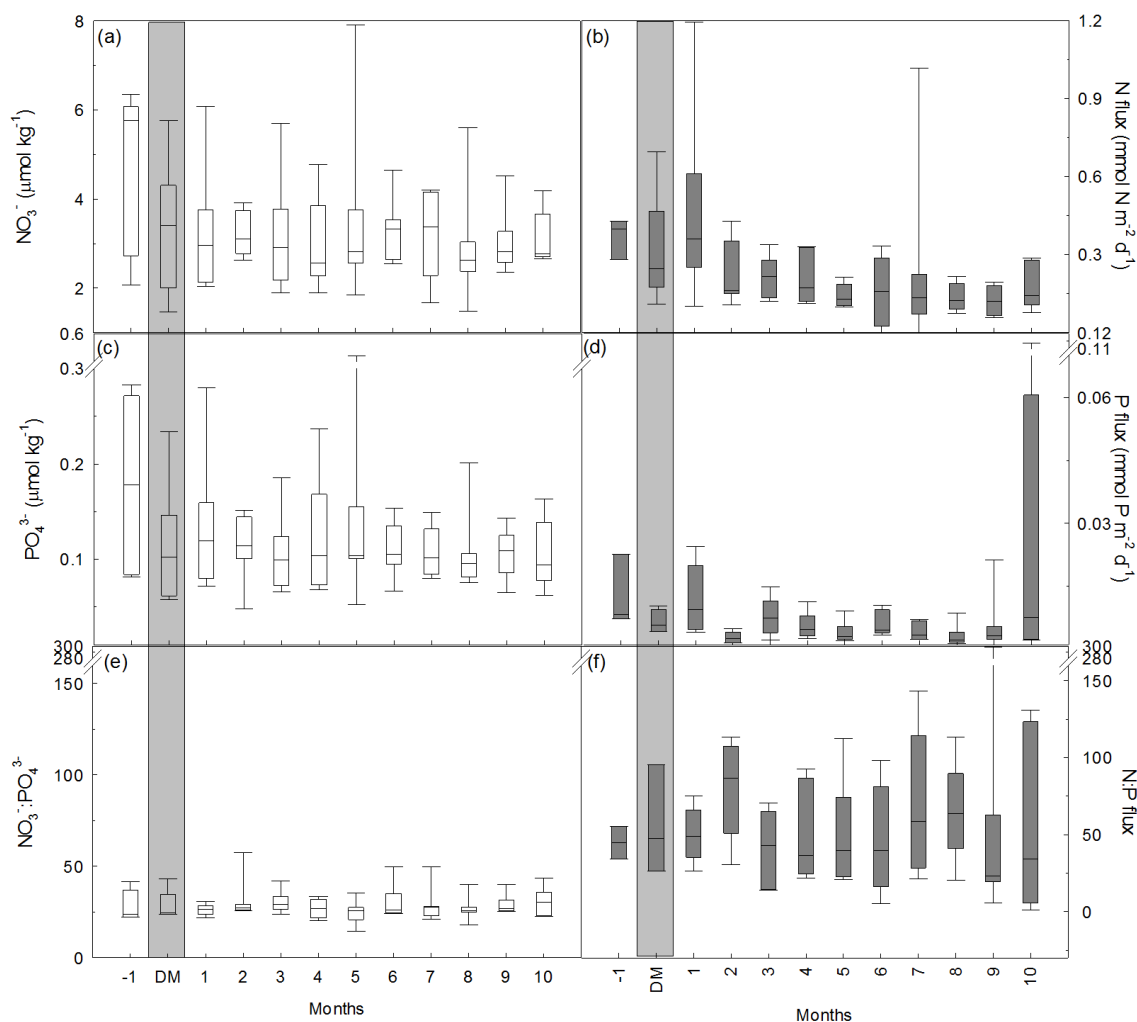 (a)
8
6
4
2
NO₃⁻ (μmol kg⁻¹)
(b)
1.2
0.9
0.6
0.3
N flux (mmol N m⁻² d⁻¹)
(c)
0.6
0.3
0.2
0.1
PO₄³⁻ (μmol kg⁻¹)
(d)
0.12
0.11
0.06
0.03
P flux (mmol P m⁻² d⁻¹)
(e)
300
280
150
100
50
0
NO₃⁻:PO₄³⁻
(f)
300
280
150
100
50
0
N:P flux
-1 DM 1 2 3 4 5 6 7 8 9 10
Months
-1 DM 1 2 3 4 5 6 7 8 9 10
Months